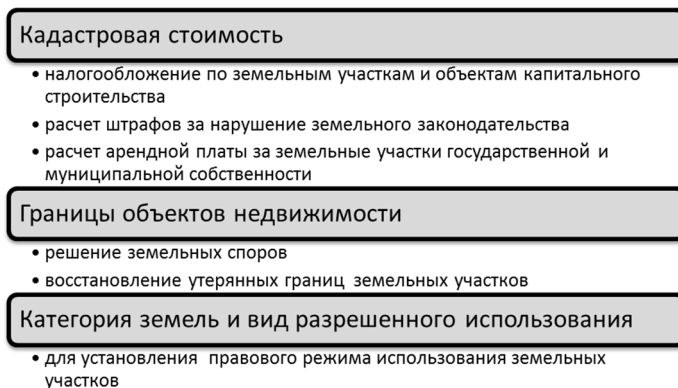 Кадастровая стоимость
• налогообложение по земельным участкам и объектам капитального
строительства
• расчет штрафов за нарушение земельного законодательства
• расчет арендной платы за земельные участки государственной и
муниципальной собственности
Границы объектов недвижимости
• решение земельных споров
• восстановление утерянных границ земельных участков
Категория земель и вид разрешенного использования
• для установления правового режима использования земельных
участков